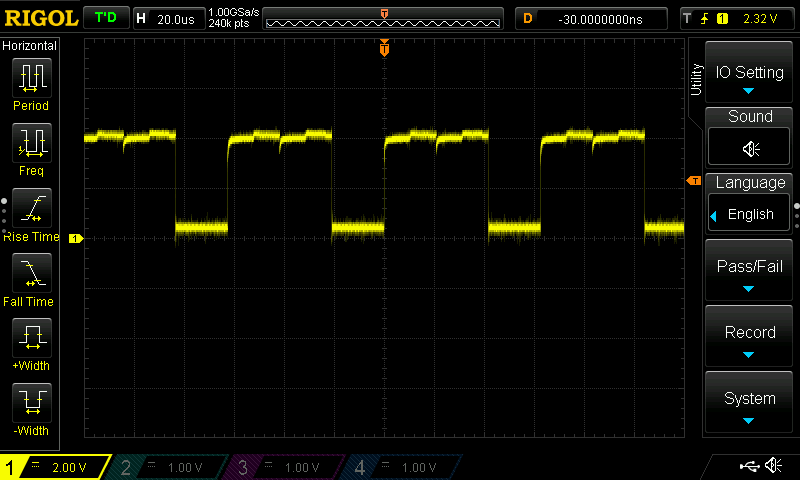 RIGOL T'D H 20.0us 1.00GSa/s 240k pts T D -30.0000000ns T 1 2.32 V
Horizontal
Period
Freq
Rise Time
Fall Time
+Width
-Width
T
T
1
Utility
IO Setting
Sound
Language
English
Pass/Fail
Record
System
1 2.00 V 2 1.00 V 3 1.00 V 4 1.00 V